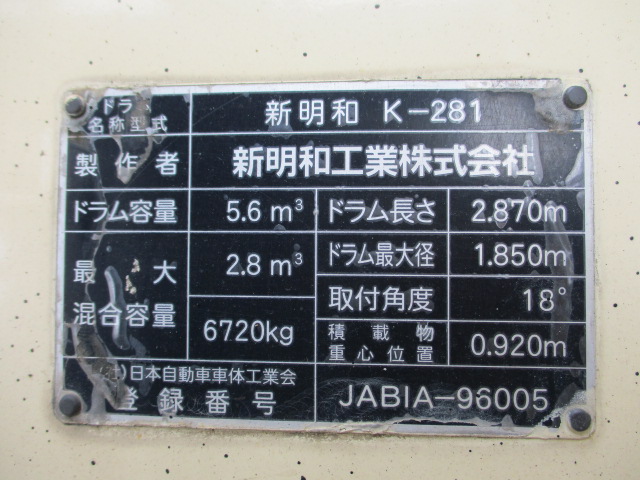 ドラ
名称型式
新明和 K-281
製作者
新明和工業株式会社
ドラム容量
5.6 m³
ドラム長さ
2.870m
最大
混合容量
2.8 m³
6720kg
ドラム最大径
1.850m
取付角度
18°
積載物
重心位置
0.920m
(社)日本自動車車体工業会
登録番号
JABIA-96005